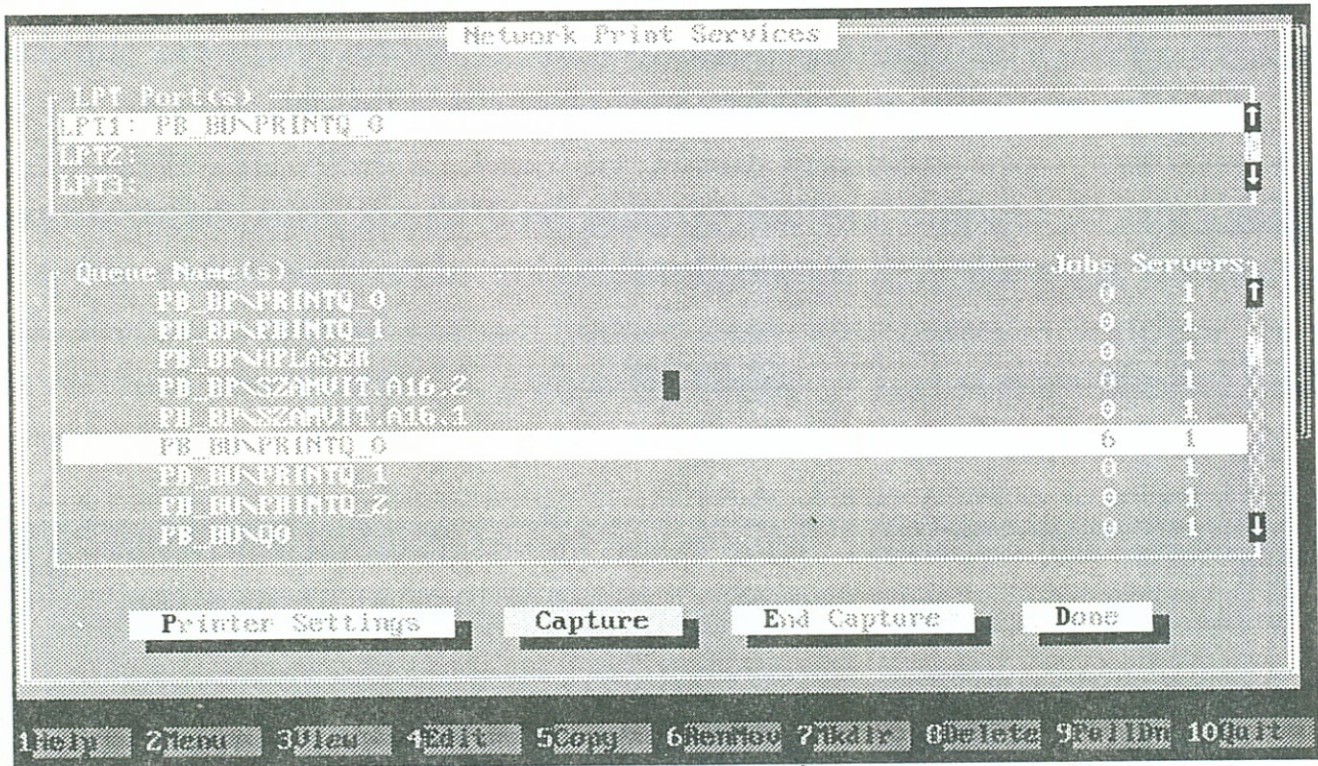 Network Print Services
LPT Port(s)
LPT1: PB_BU\PRINTQ_0
LPT2:
LPT3:
Queue Name(s) Jobs Servers
PB_BP\PRINTQ_0 0 1
PB_BP\PRINTQ_1 0 1
PB_BP\HPLASER 0 1
PB_BP\SZAMVIT.A16.2 0 1
PB_BP\SZAMVIT.A16.1 0 1
PB_BU\PRINTQ_0 6 1
PB_BU\PRINTQ_1 0 1
PB_BU\PRINTQ_2 0 1
PB_BU\Q0 0 1
Printer Settings Capture End Capture Done
1Help 2Menu 3View 4Edit 5Copy 6RenMov 7Mkdir 8Delete 9PullDn 10Quit